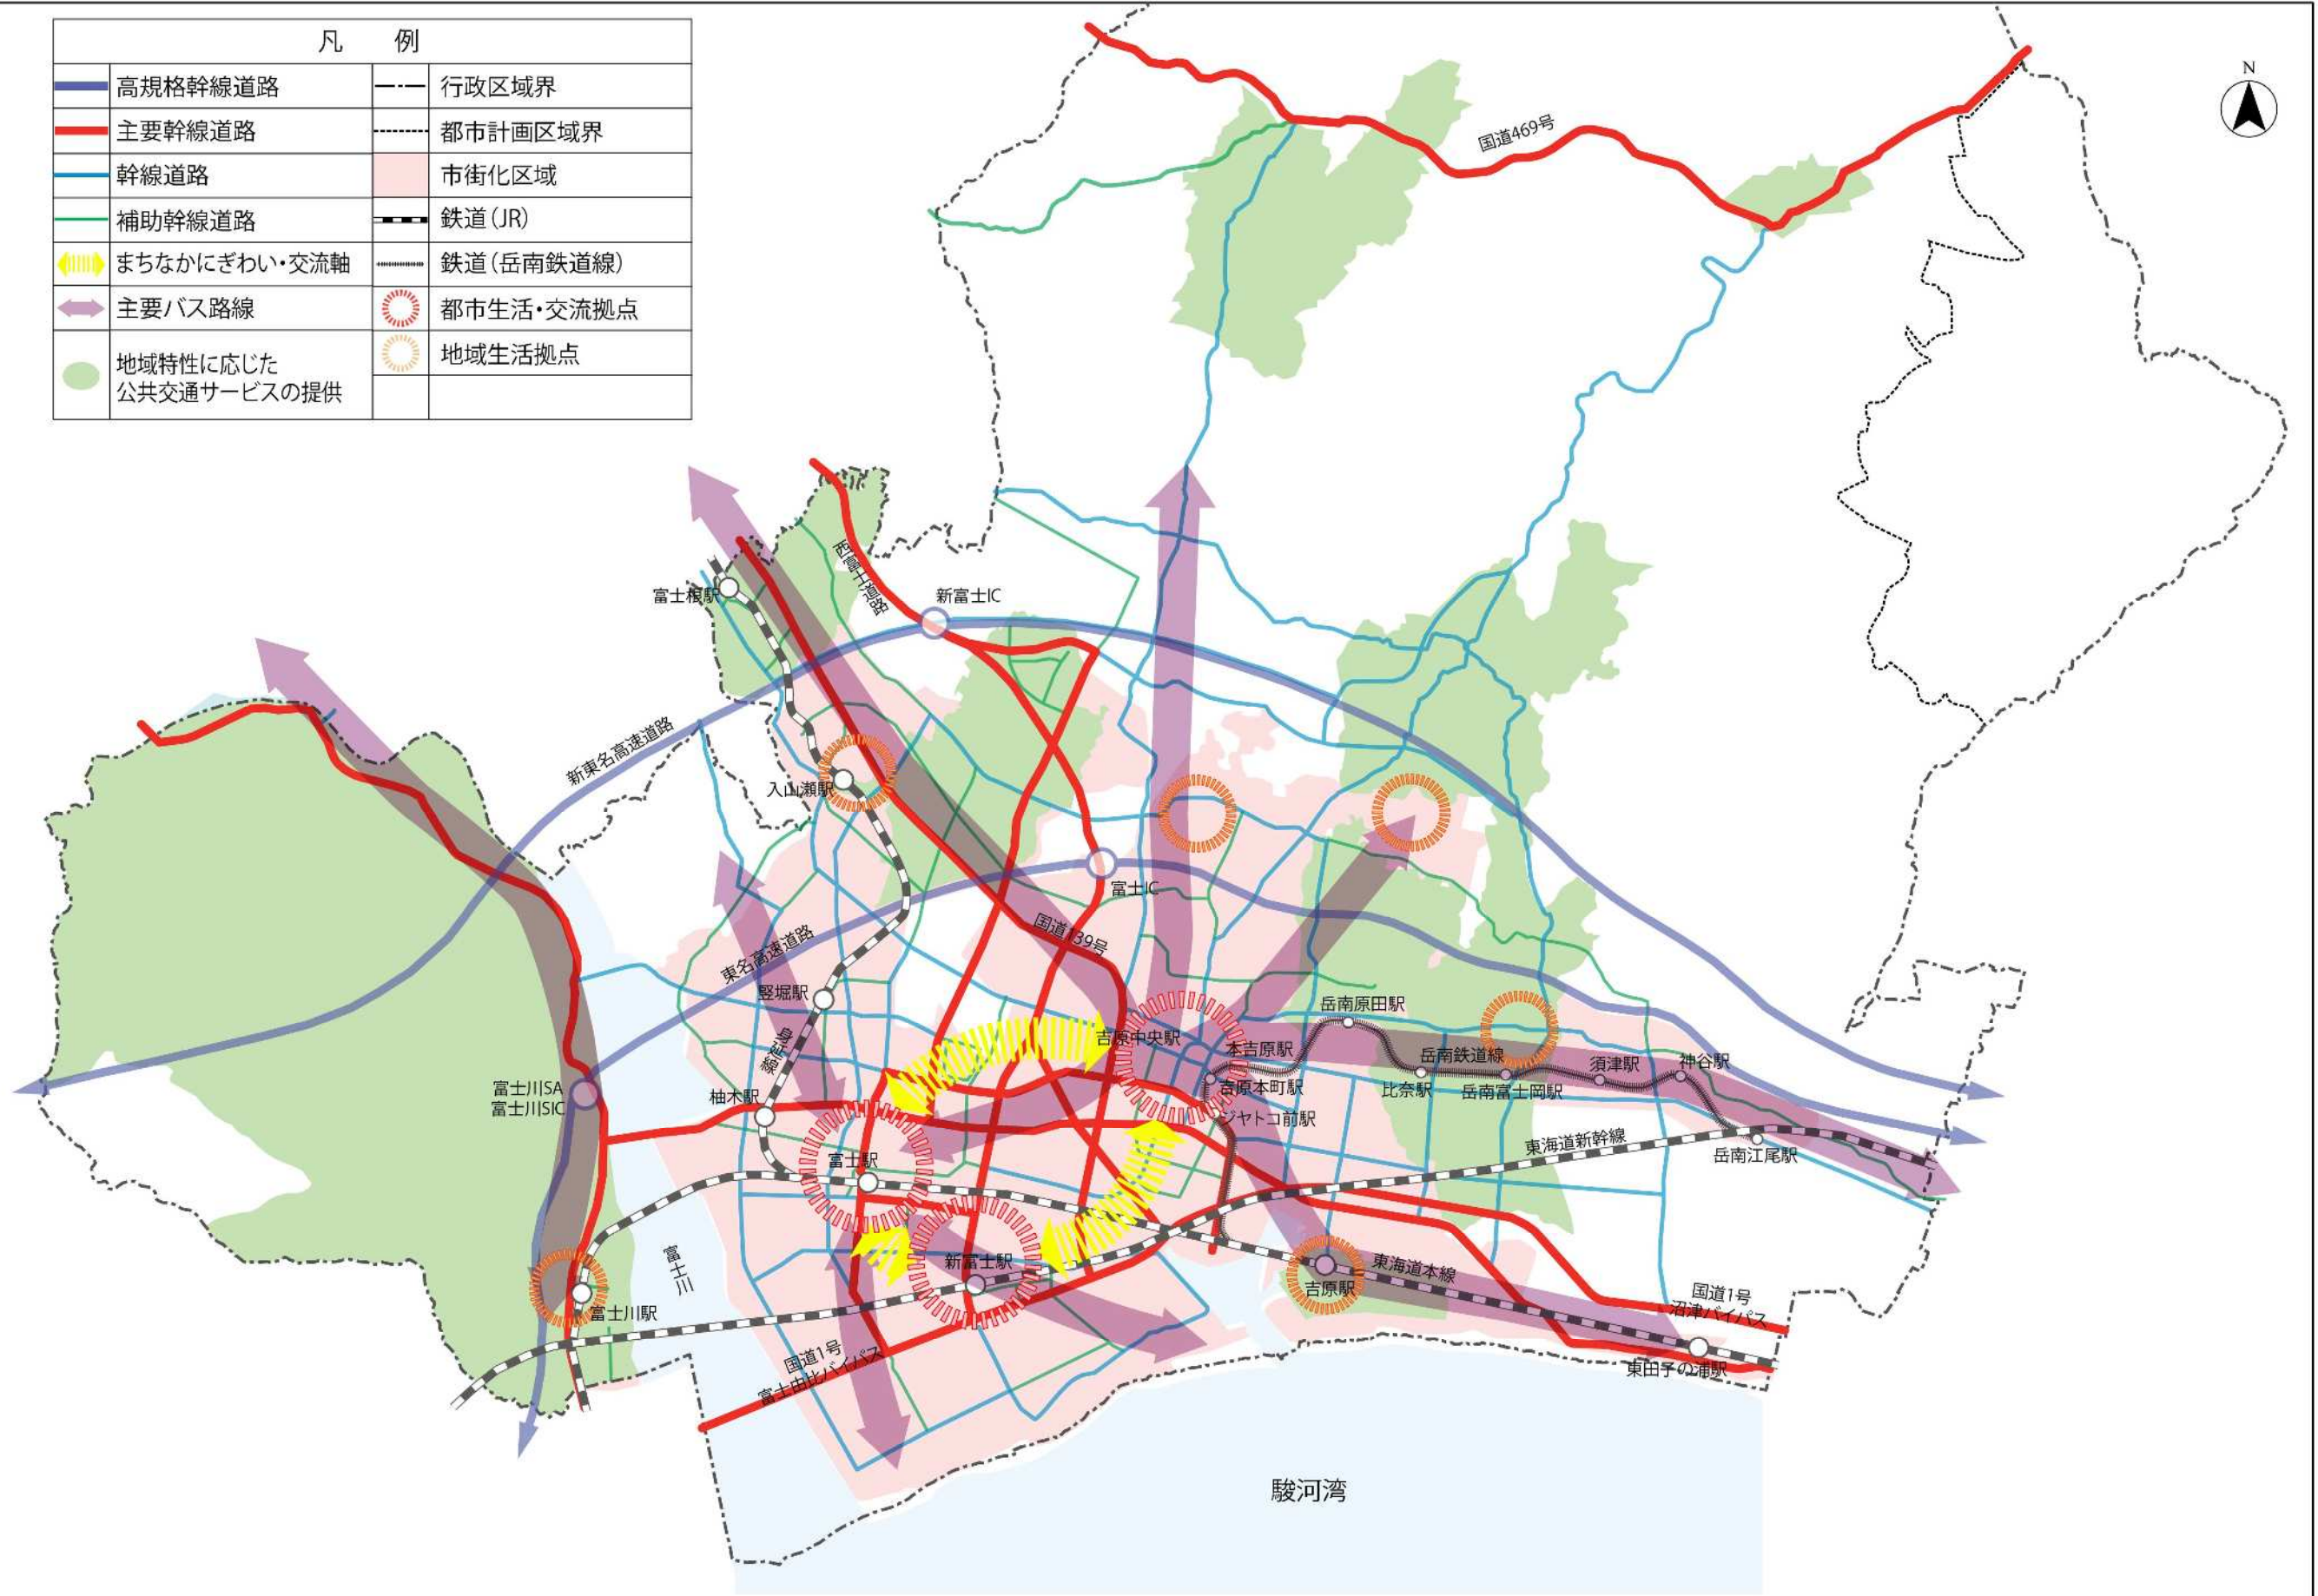 凡 例
高規格幹線道路
行政区域界
主要幹線道路
都市計画区域界
幹線道路
市街化区域
補助幹線道路
鉄道（JR）
まちなかにぎわい・交流軸
鉄道（岳南鉄道線）
主要バス路線
都市生活・交流拠点
地域特性に応じた
公共交通サービスの提供
地域生活拠点
N
国道469号
西富士道路
富士根駅
新富士IC
新東名高速道路
入山瀬駅
富士IC
国道139号
東名高速道路
竪堀駅
岳南原田駅
吉原中央駅
本吉原駅
岳南鉄道線
須津駅
神谷駅
身延線
富士川SA
富士川SIC
柚木駅
吉原本町駅
比奈駅
岳南富士岡駅
ジヤトコ前駅
東海道新幹線
岳南江尾駅
富士駅
富士川
新富士駅
東海道本線
吉原駅
国道1号
沼津バイパス
富士川駅
国道1号
富士由比バイパス
東田子の浦駅
駿河湾